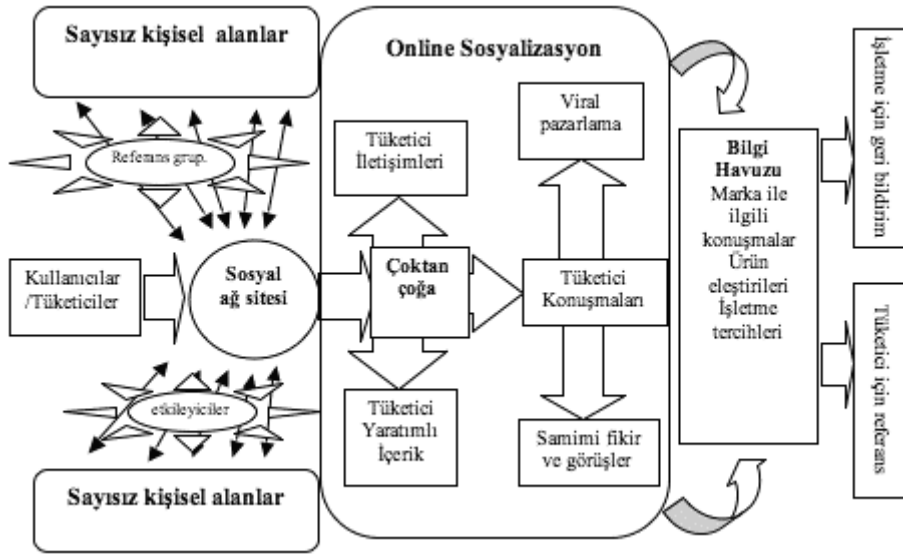 Sayısız kişisel alanlar
Referans grup.
Kullanıcılar
/Tüketiciler
Sosyal
ağ sitesi
etkileyiciler
Sayısız kişisel alanlar
Online Sosyalizasyon
Tüketici
İletişimleri
Çoktan
çoğa
Tüketici
Yaratımlı
İçerik
Viral
pazarlama
Tüketici
Konuşmaları
Samimi fikir
ve görüşler
Bilgi
Havuzu
Marka ile
ilgili
konuşmalar
Ürün
eleştirileri
İşletme
tercihleri
İşletme için geri bildirim
Tüketici için referans